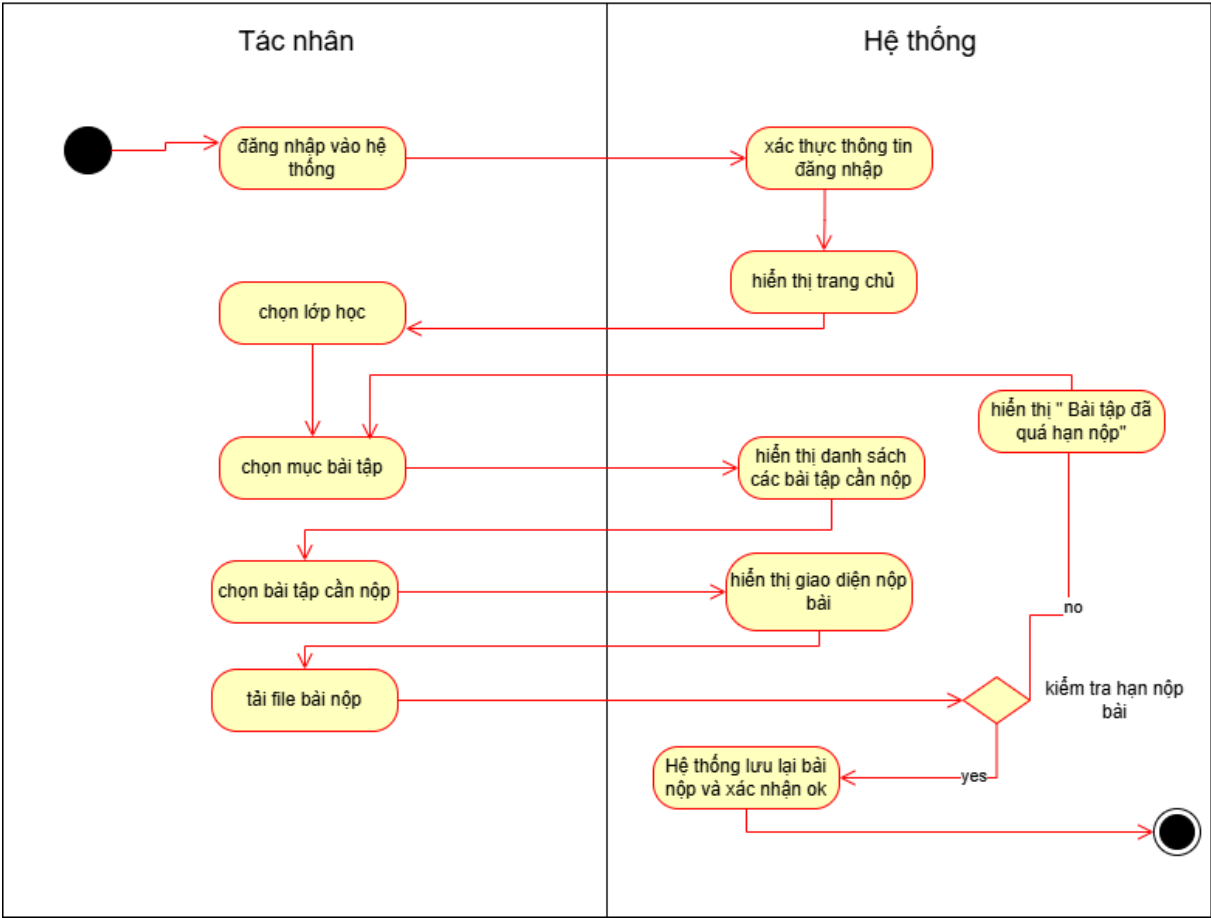 Tác nhân
Hệ thống
đăng nhập vào hệ
thống
xác thực thông tin
đăng nhập
hiển thị trang chủ
chọn lớp học
hiển thị " Bài tập đã
quá hạn nộp"
chọn mục bài tập
hiển thị danh sách
các bài tập cần nộp
chọn bài tập cần nộp
hiển thị giao diện nộp
bài
no
tải file bài nộp
kiểm tra hạn nộp
bài
Hệ thống lưu lại bài
nộp và xác nhận ok
yes